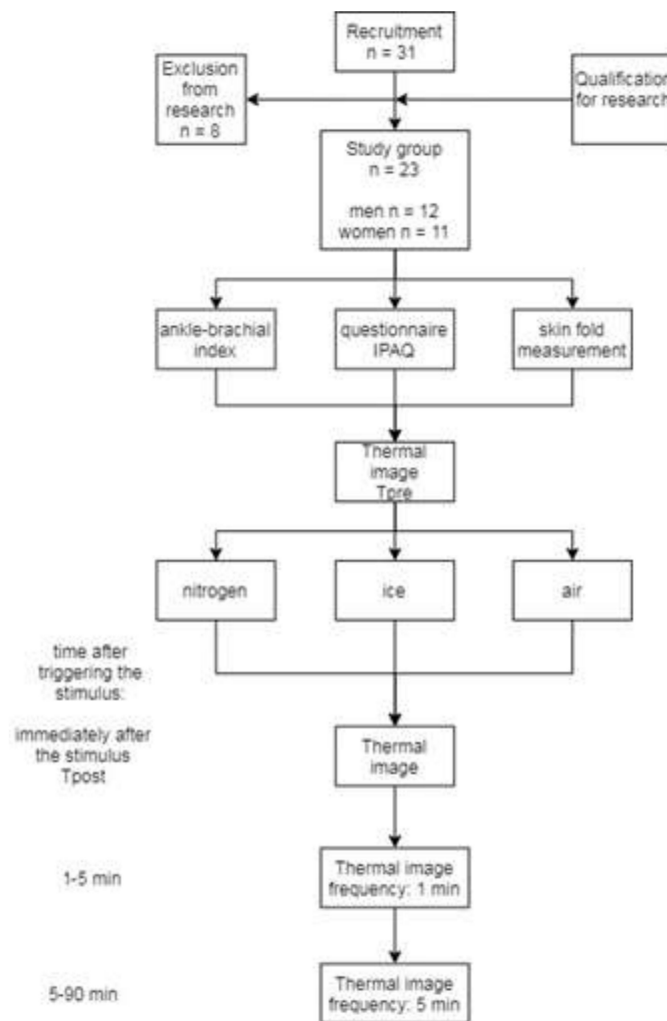 Recruitment
n = 31
Exclusion
from
research
n = 8
Qualification
for research
Study group
n = 23
men n = 12
women n = 11
ankle-brachial
index
questionnaire
IPAQ
skin fold
measurement
Thermal
image
Tpre
nitrogen
ice
air
time after
triggering the
stimulus:
immediately after
the stimulus
Tpost
Thermal
image
1-5 min
Thermal image
frequency: 1 min
5-90 min
Thermal image
frequency: 5 min